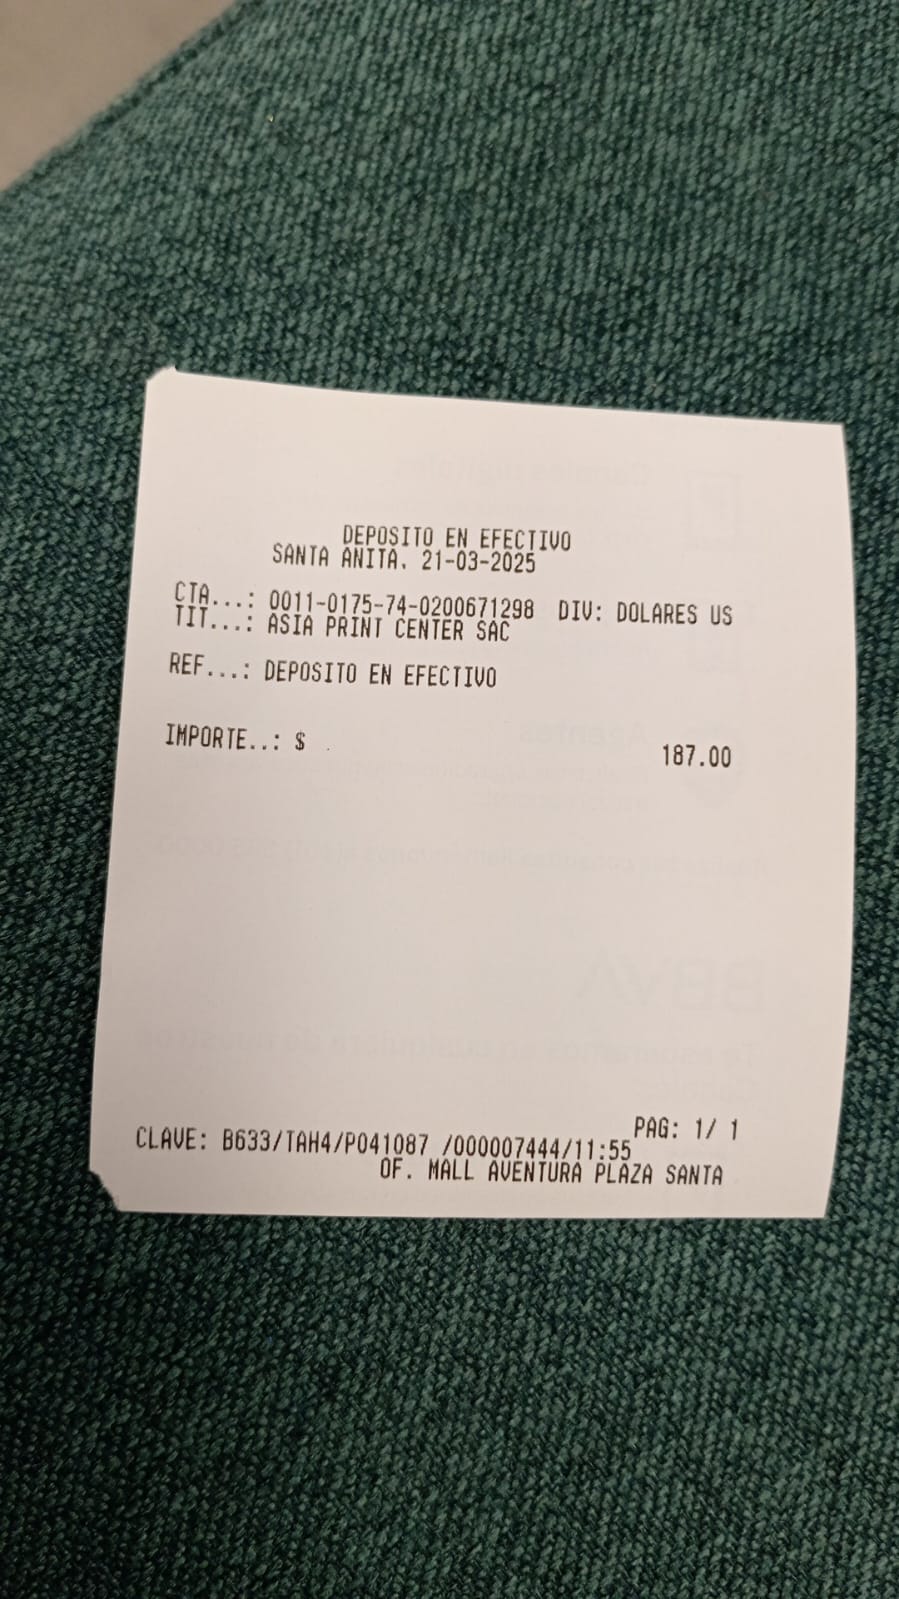 DEPOSITO EN EFECTIVO
SANTA ANITA. 21-03-2025
CTA...: 0011-0175-74-0200671298 DIV: DOLARES US
TIT...: ASIA PRINT CENTER SAC
REF...: DEPOSITO EN EFECTIVO
IMPORTE..: $ 187.00
PAG: 1/ 1
CLAVE: B633/TAH4/P041087 /000007444/11:55
OF. MALL AVENTURA PLAZA SANTA